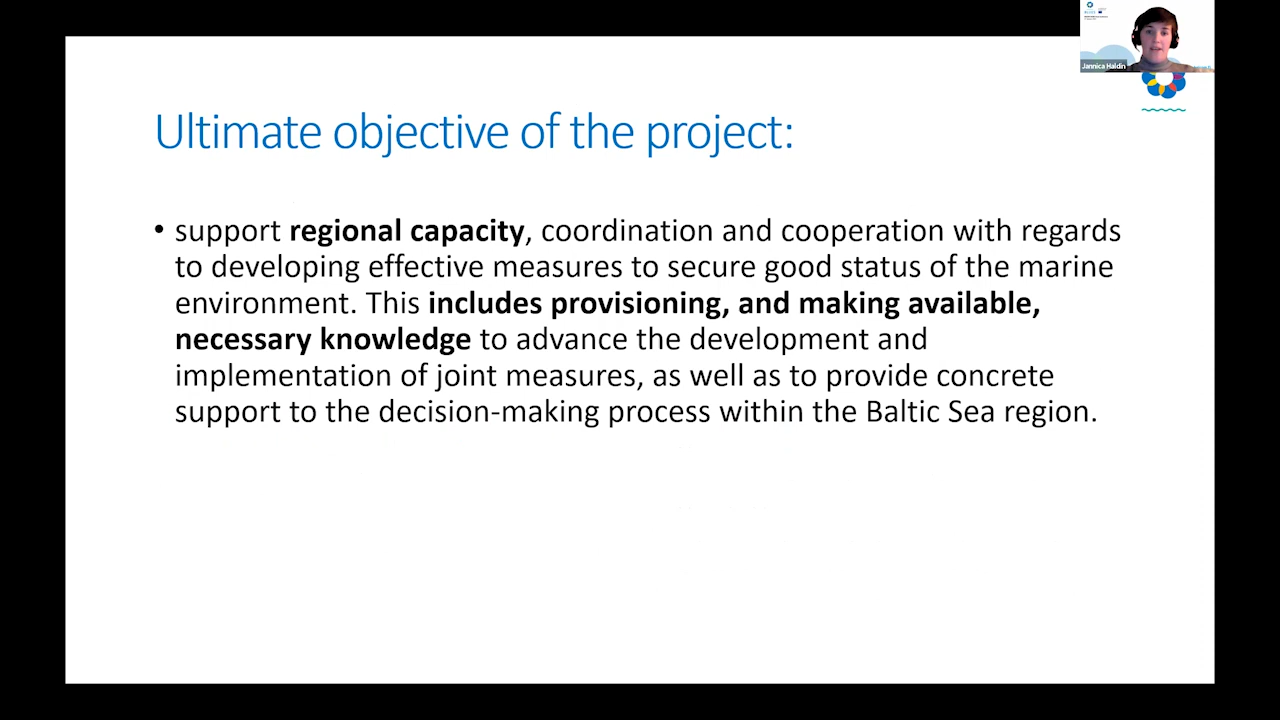 Jannica Haldin
Ultimate objective of the project:
• support regional capacity, coordination and cooperation with regards
to developing effective measures to secure good status of the marine
environment. This includes provisioning, and making available,
necessary knowledge to advance the development and
implementation of joint measures, as well as to provide concrete
support to the decision-making process within the Baltic Sea region.